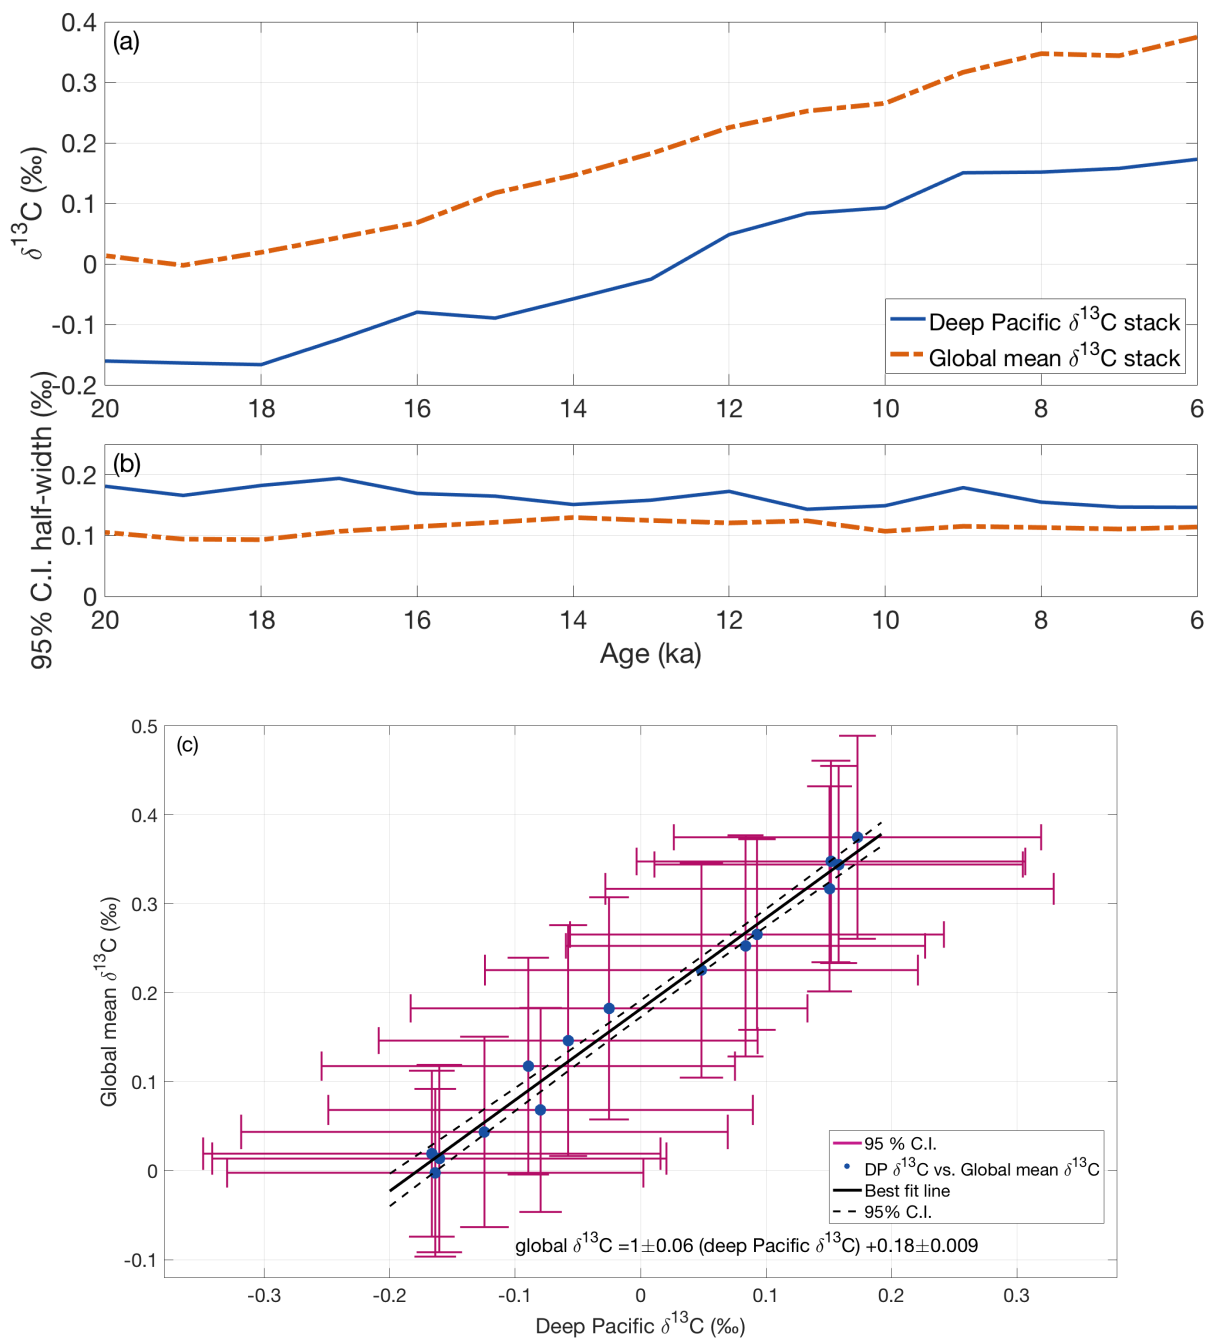 (a)
0.4
0.3
0.2
0.1
0
-0.1
-0.2
δ¹³C (‰)
Deep Pacific δ¹³C stack
Global mean δ¹³C stack
20 18 16 14 12 10 8 6
(b)
0.2
0.1
0
95% C.I. half-width (‰)
20 18 16 14 12 10 8 6
Age (ka)
(c)
0.5
0.4
0.3
0.2
0.1
0
-0.1
Global mean δ¹³C (‰)
95 % C.I.
DP δ¹³C vs. Global mean δ¹³C
Best fit line
95% C.I.
global δ¹³C =1±0.06 (deep Pacific δ¹³C) +0.18±0.009
-0.3 -0.2 -0.1 0 0.1 0.2 0.3
Deep Pacific δ¹³C (‰)